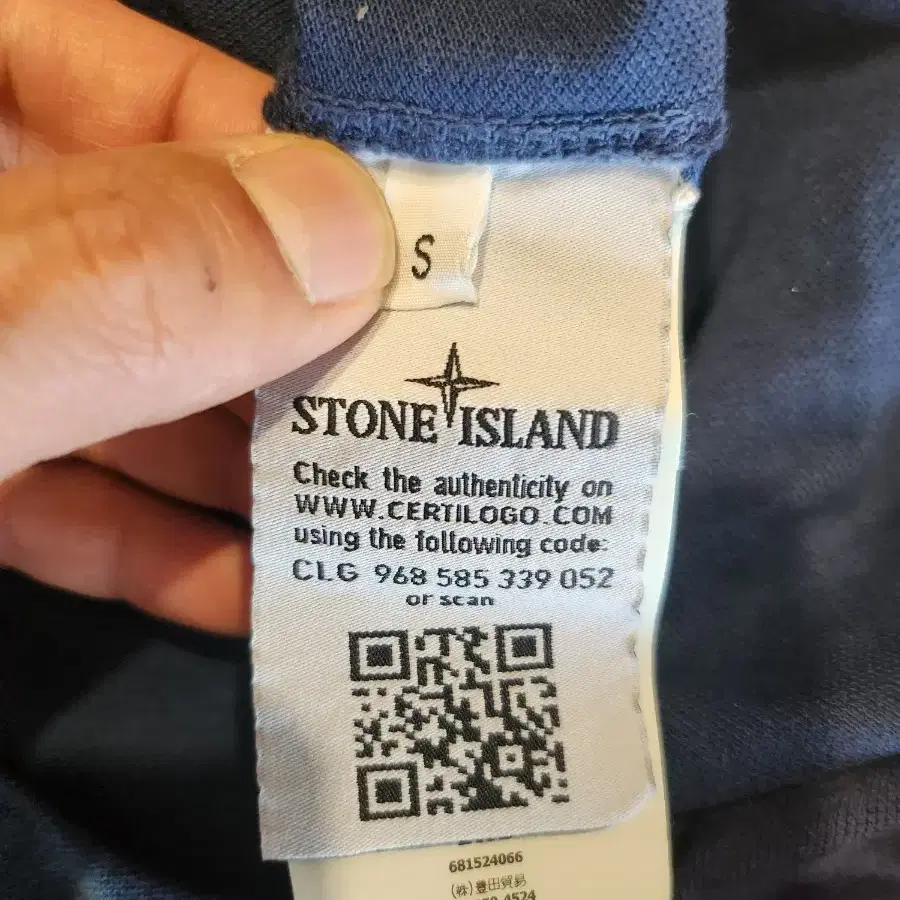 S
STONE ISLAND
Check the authenticity on
WWW.CERTILOGO.COM
using the following code:
CLG 968 585 339 052
or scan
681524066
(株)豊田貿易
4524